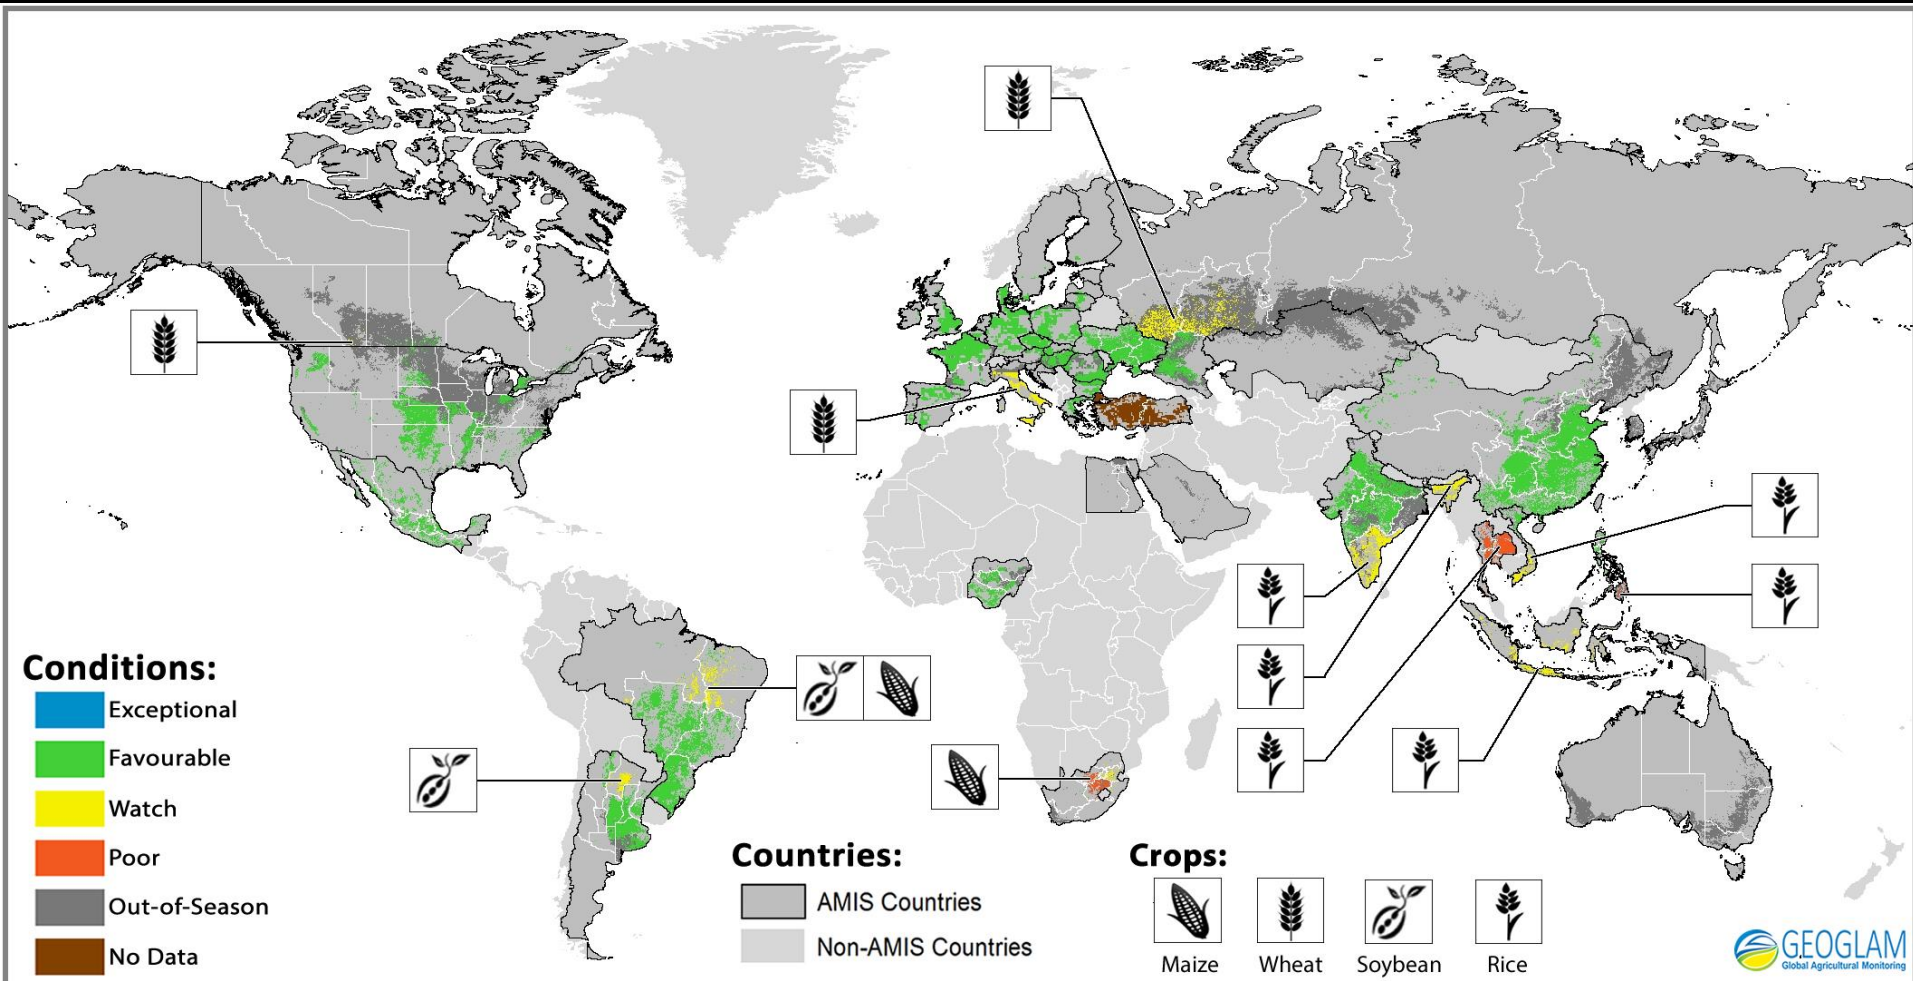 Conditions:
Exceptional
Favourable
Watch
Poor
Out-of-Season
No Data
Countries:
AMIS Countries
Non-AMIS Countries
Crops:
Maize
Wheat
Soybean
Rice
GEOGLAM
Global Agricultural Monitoring